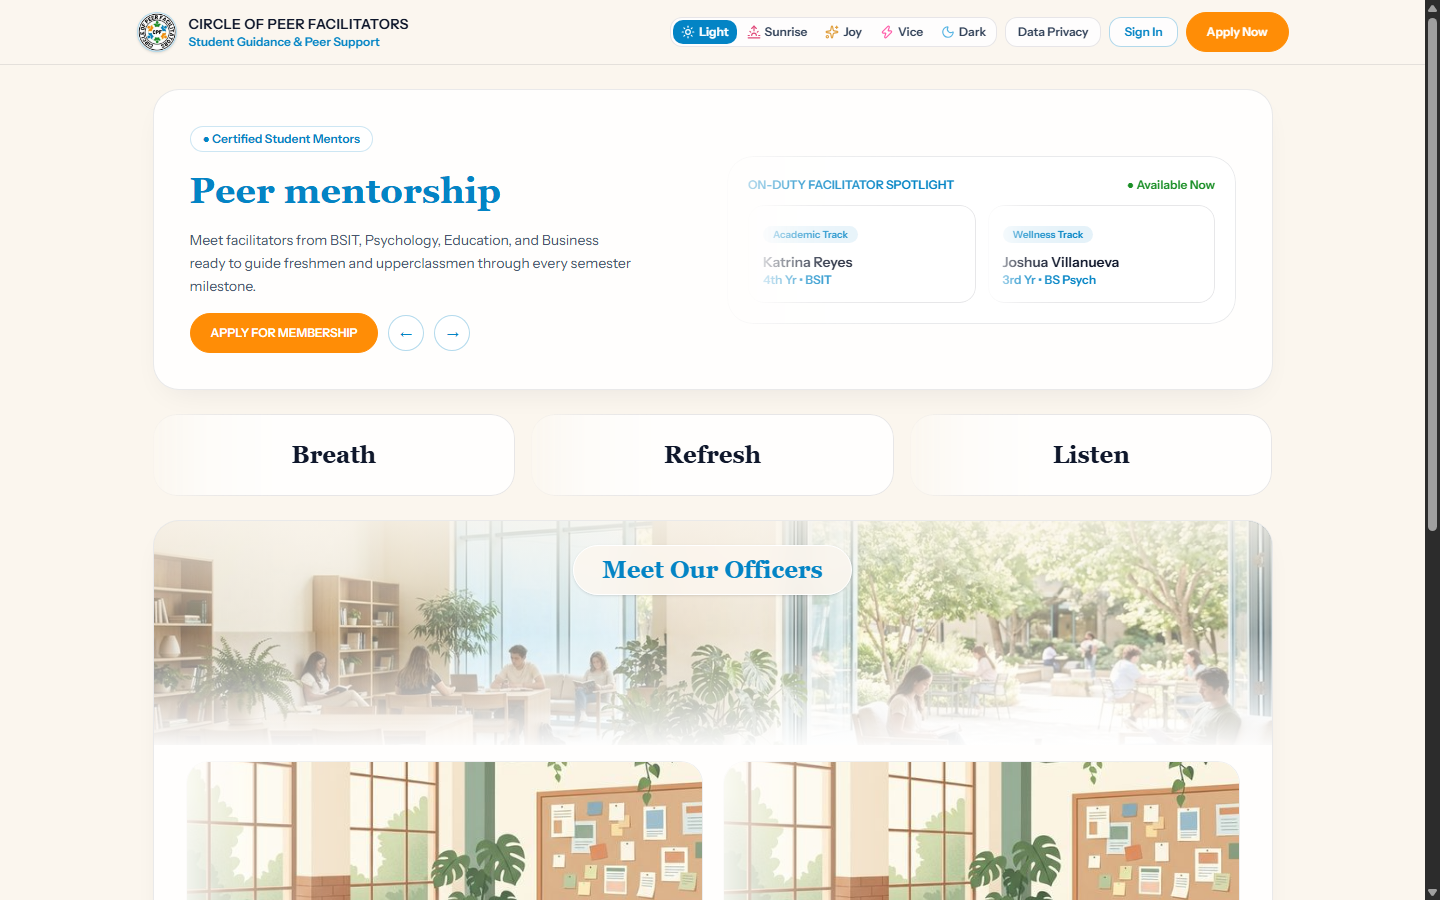 CIRCLE OF PEER FACILITATORS
Student Guidance & Peer Support
Light
Sunrise
Joy
Vice
Dark
Data Privacy
Sign In
Apply Now
● Certified Student Mentors
Peer mentorship
Meet facilitators from BSIT, Psychology, Education, and Business
ready to guide freshmen and upperclassmen through every semester
milestone.
APPLY FOR MEMBERSHIP
←
→
ON-DUTY FACILITATOR SPOTLIGHT
● Available Now
Academic Track
Katrina Reyes
4th Yr • BSIT
Wellness Track
Joshua Villanueva
3rd Yr • BS Psych
Breath
Refresh
Listen
Meet Our Officers